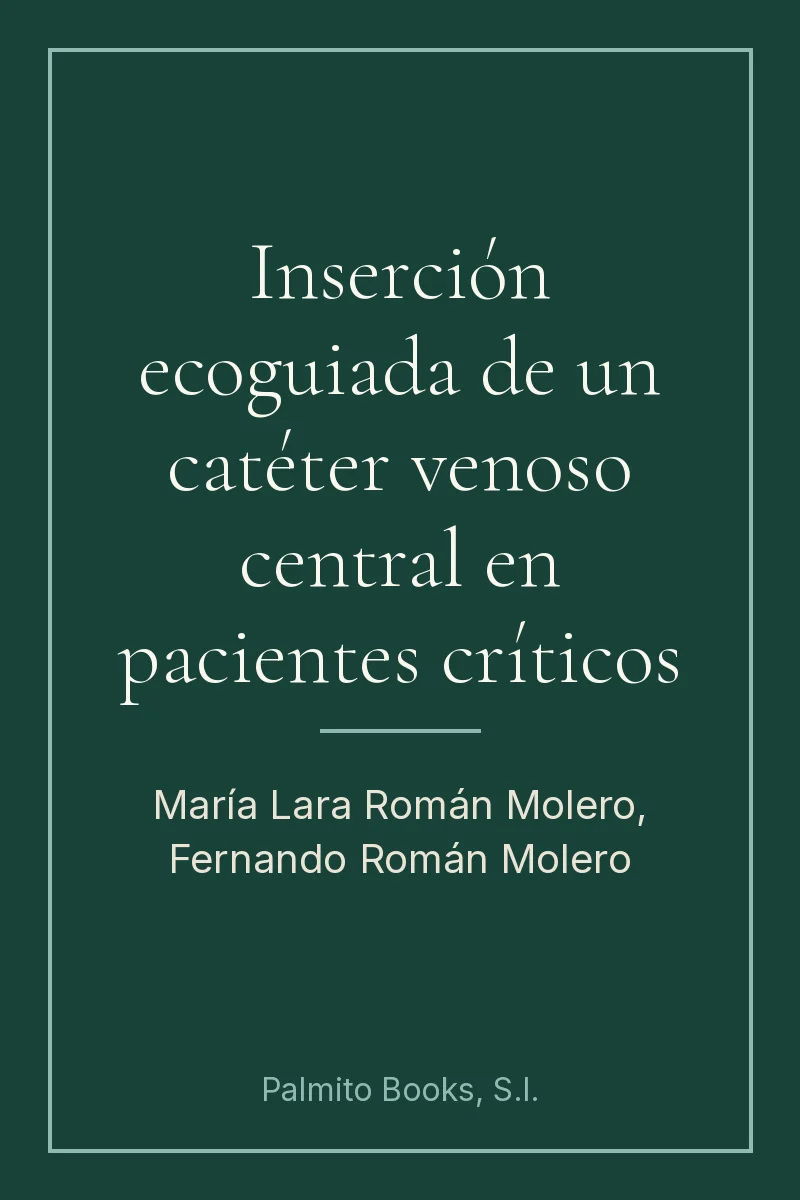 Inserción
ecoguiada de un
catéter venoso
central en
pacientes críticos
María Lara Román Molero,
Fernando Román Molero
Palmito Books, S.l.